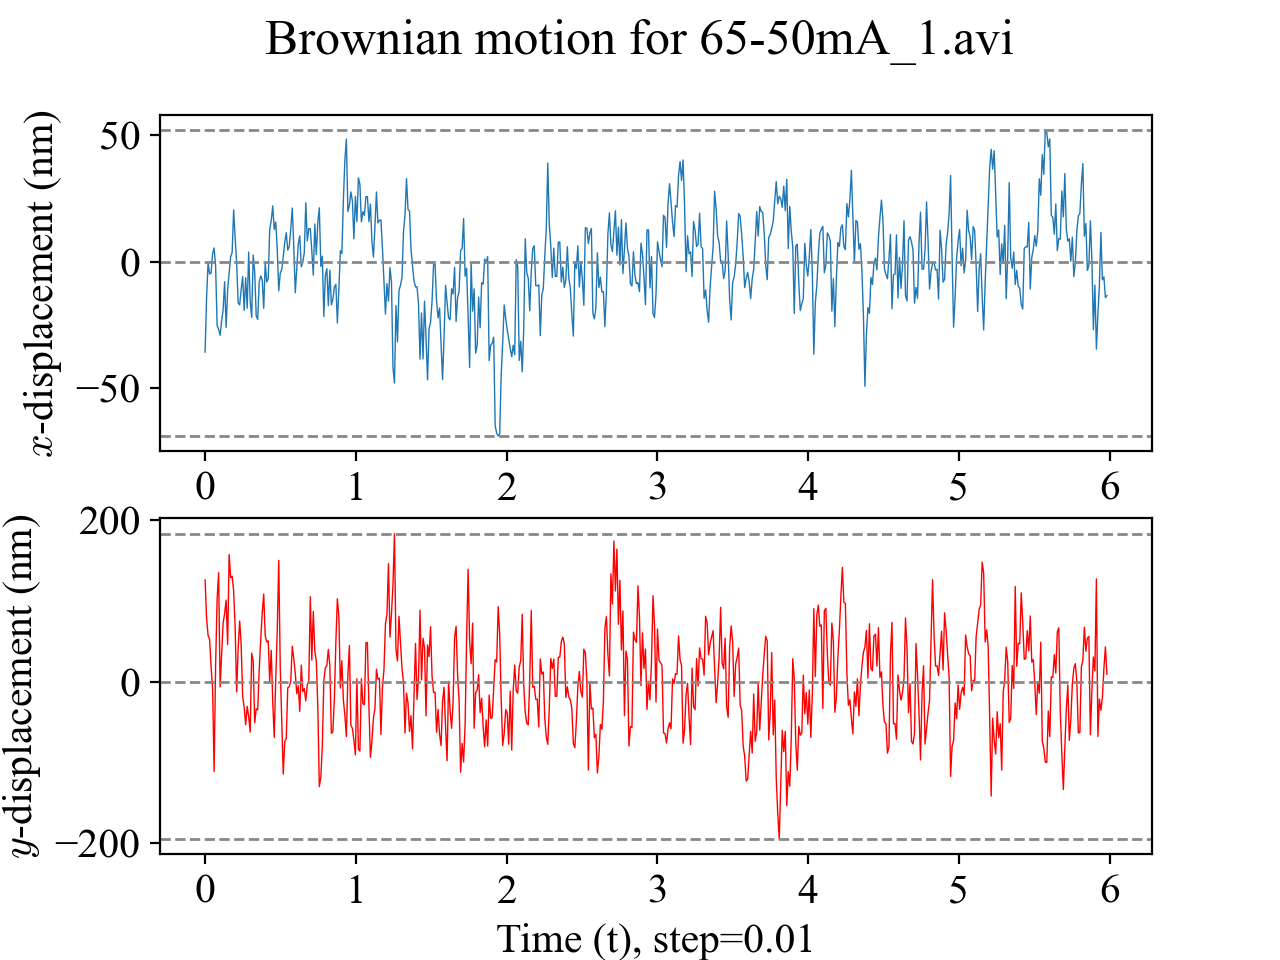 Brownian motion for 65-50mA_1.avi
x-displacement (nm)
50
0
−50
0 1 2 3 4 5 6
y-displacement (nm)
200
0
−200
0 1 2 3 4 5 6
Time (t), step=0.01